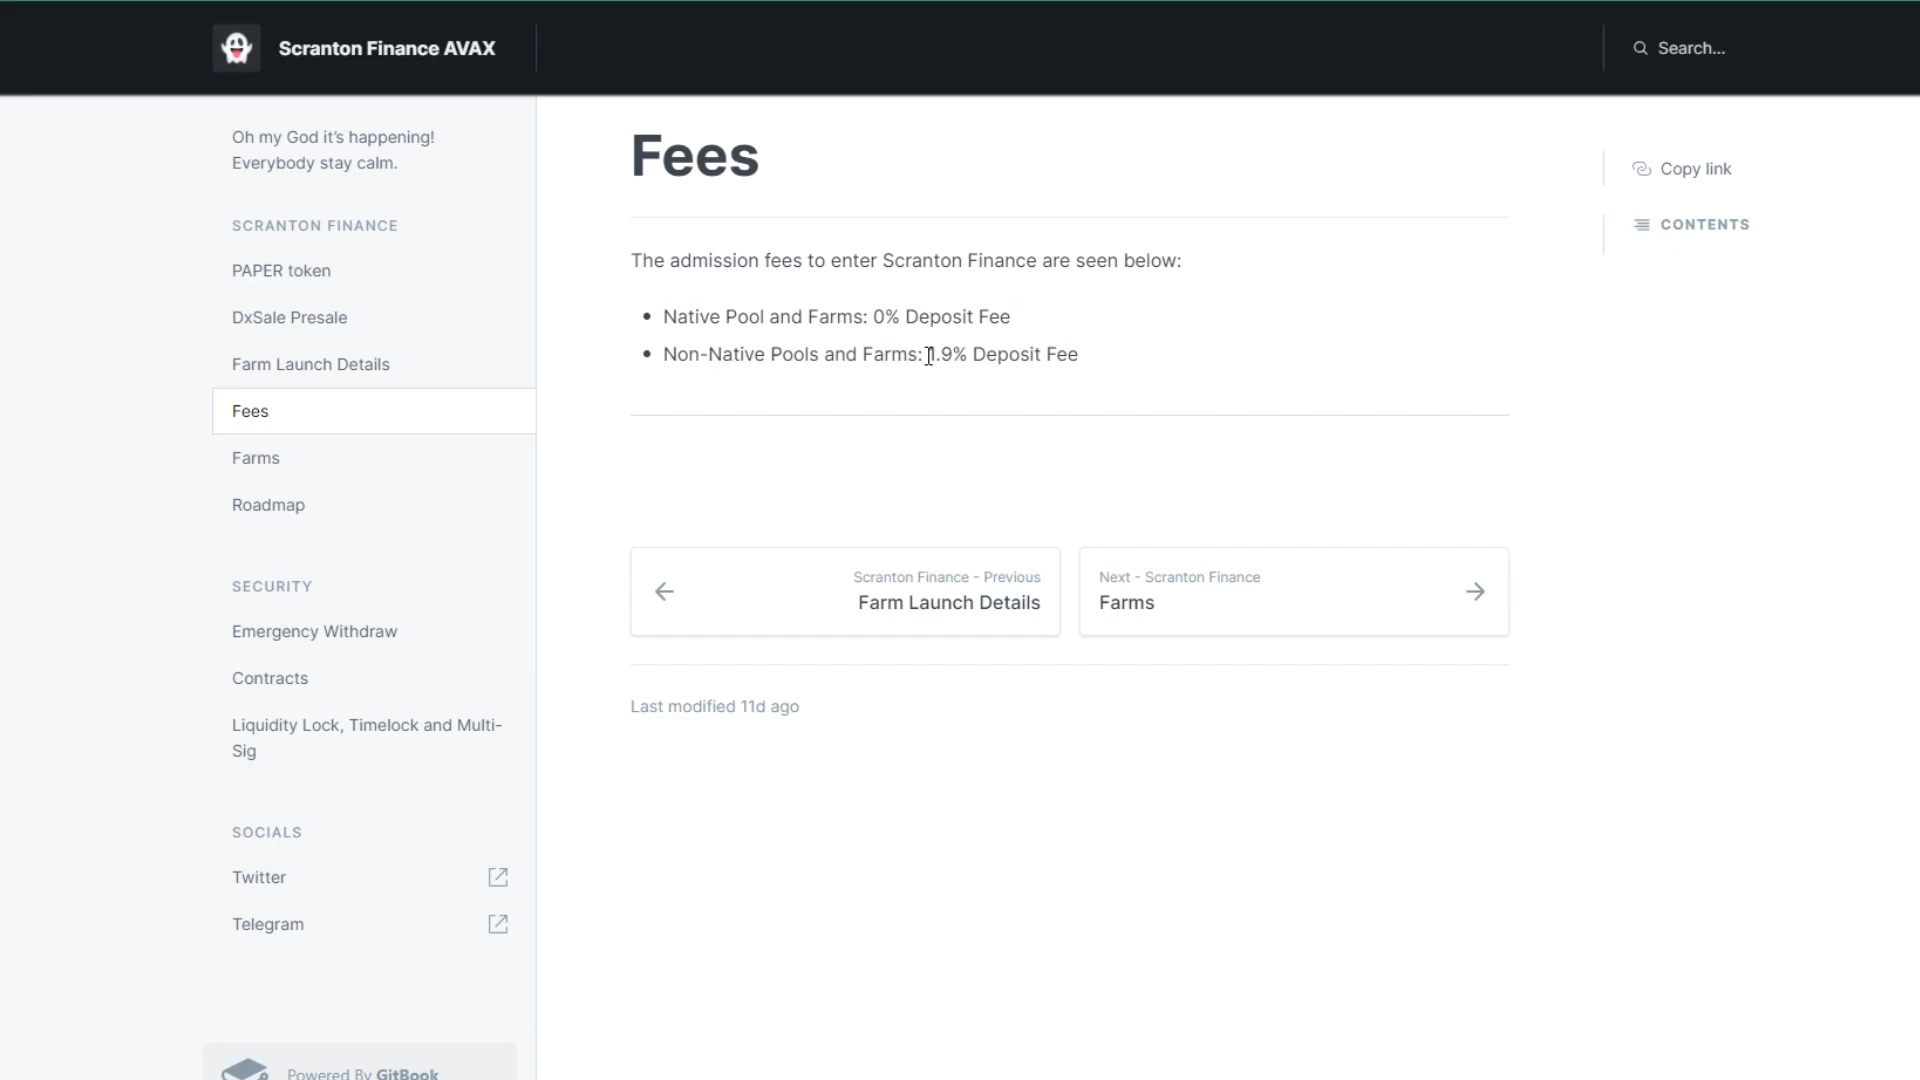 Scranton Finance AVAX
Search...
Oh my God it's happening!
Everybody stay calm.
SCRANTON FINANCE
PAPER token
DxSale Presale
Farm Launch Details
Fees
Farms
Roadmap
SECURITY
Emergency Withdraw
Contracts
Liquidity Lock, Timelock and Multi-
Sig
SOCIALS
Twitter
Telegram
Powered By GitBook
Fees
The admission fees to enter Scranton Finance are seen below:
• Native Pool and Farms: 0% Deposit Fee
• Non-Native Pools and Farms: 1.9% Deposit Fee
Scranton Finance - Previous
Farm Launch Details
Next - Scranton Finance
Farms
Last modified 11d ago
Copy link
CONTENTS